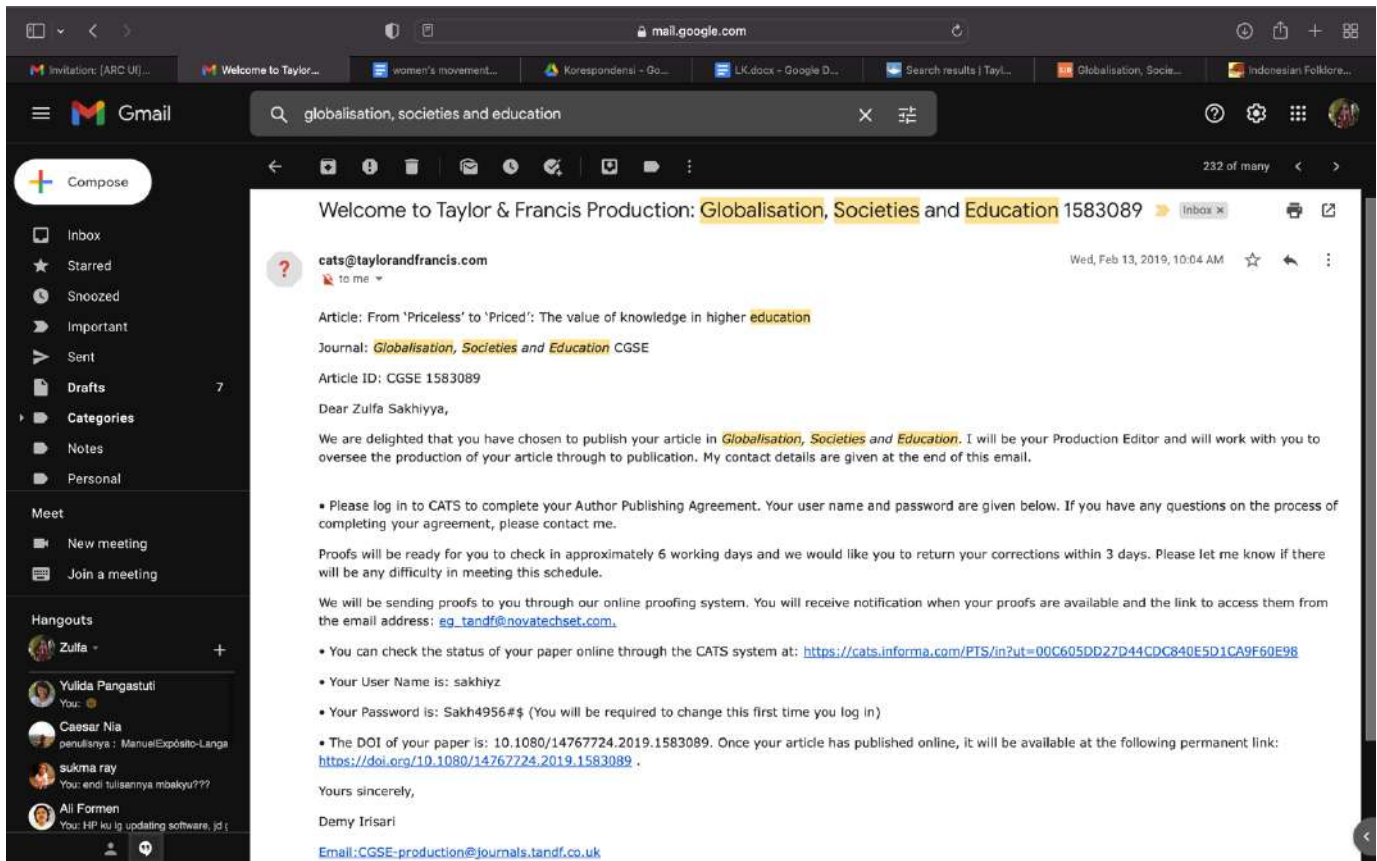 mail.google.com
Invitation: [ARC UI]...
Welcome to Taylor...
women's movement...
Korespondensi - Go...
LK.docx - Google D...
Search results | Tayl...
Globalisation, Socie...
Indonesian Folklore...
Gmail
globalisation, societies and education
Compose
232 of many
Inbox
Starred
Snoozed
Important
Sent
Drafts 7
Categories
Notes
Personal
Meet
New meeting
Join a meeting
Hangouts
Zulfa
Yulida Pangastuti
You:
Caesar Nia
penulisnya : ManuelExpósito-Langa
sukma ray
You: endi tulisannya mbakyu???
Ali Formen
You: HP ku lg updating software, jd
Welcome to Taylor & Francis Production: Globalisation, Societies and Education 1583089 Inbox ×
cats@taylorandfrancis.com Wed, Feb 13, 2019, 10:04 AM
to me
Article: From ‘Priceless’ to ‘Priced’: The value of knowledge in higher education
Journal: Globalisation, Societies and Education CGSE
Article ID: CGSE 1583089
Dear Zulfa Sakhiyya,
We are delighted that you have chosen to publish your article in Globalisation, Societies and Education. I will be your Production Editor and will work with you to
oversee the production of your article through to publication. My contact details are given at the end of this email.
• Please log in to CATS to complete your Author Publishing Agreement. Your user name and password are given below. If you have any questions on the process of
completing your agreement, please contact me.
Proofs will be ready for you to check in approximately 6 working days and we would like you to return your corrections within 3 days. Please let me know if there
will be any difficulty in meeting this schedule.
We will be sending proofs to you through our online proofing system. You will receive notification when your proofs are available and the link to access them from
the email address: eg_tandf@novatechset.com.
• You can check the status of your paper online through the CATS system at: https://cats.informa.com/PTS/in?ut=00C605DD27D44CDC840E5D1CA9F60E98
• Your User Name is: sakhiyz
• Your Password is: Sakh4956#$ (You will be required to change this first time you log in)
• The DOI of your paper is: 10.1080/14767724.2019.1583089. Once your article has published online, it will be available at the following permanent link:
https://doi.org/10.1080/14767724.2019.1583089 .
Yours sincerely,
Demy Irisari
Email:CGSE-production@journals.tandf.co.uk